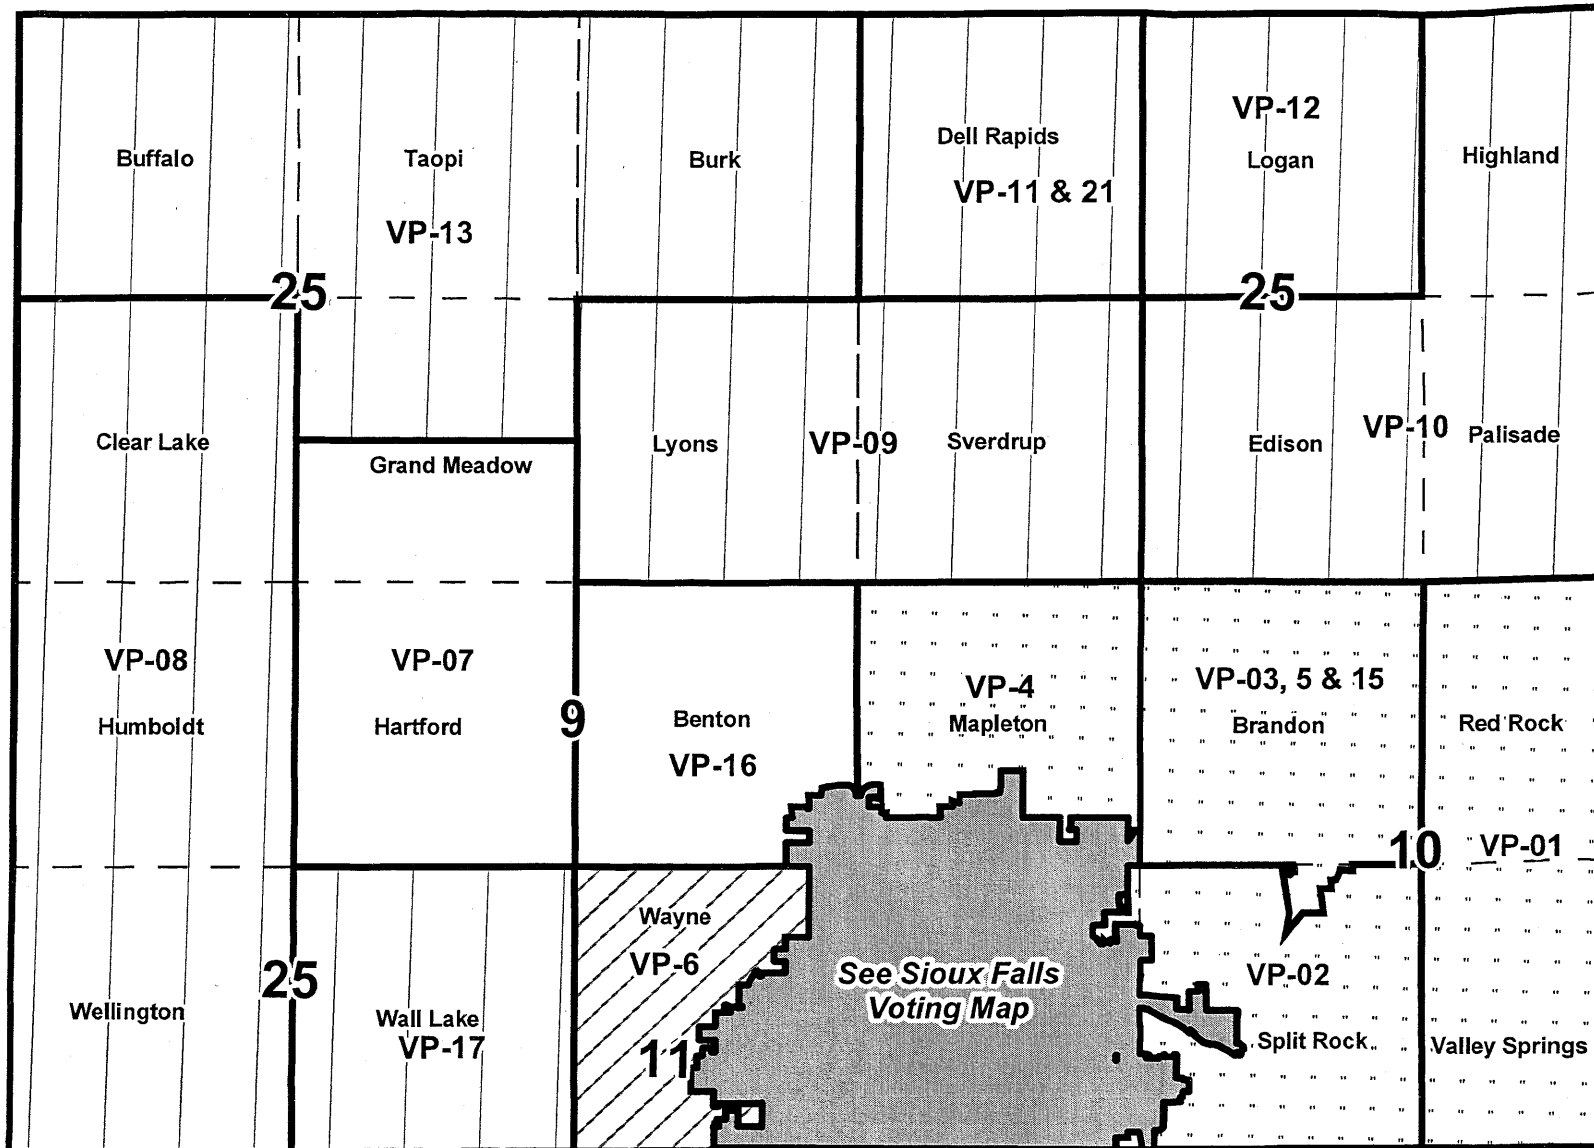 VP-12
Dell Rapids
Buffalo
Taopi
Burk
Logan
Highland
VP-11 & 21
VP-13
25
25
Clear Lake
Grand Meadow
Lyons
VP-09
Sverdrup
Edison
VP-10
Palisade
VP-08
VP-07
VP-4
VP-03, 5 & 15
Humboldt
Hartford
9
Benton
Mapleton
Brandon
Red Rock
VP-16
10
VP-01
Wayne
VP-6
25
See Sioux Falls
Voting Map
VP-02
Wellington
Wall Lake
VP-17
11
Split Rock
Valley Springs